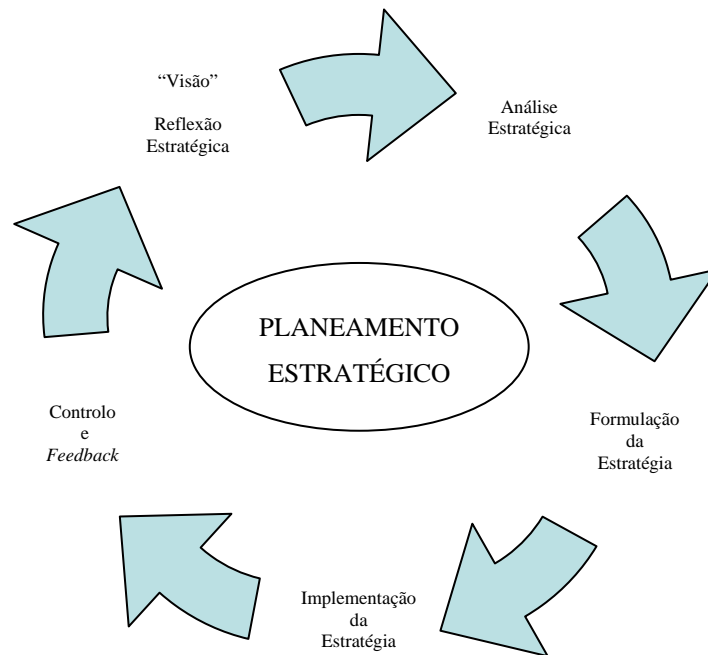 “Visão”
Reflexão
Estratégica
Análise
Estratégica
PLANEAMENTO
ESTRATÉGICO
Formulação
da
Estratégia
Implementação
da
Estratégia
Controlo
e
Feedback